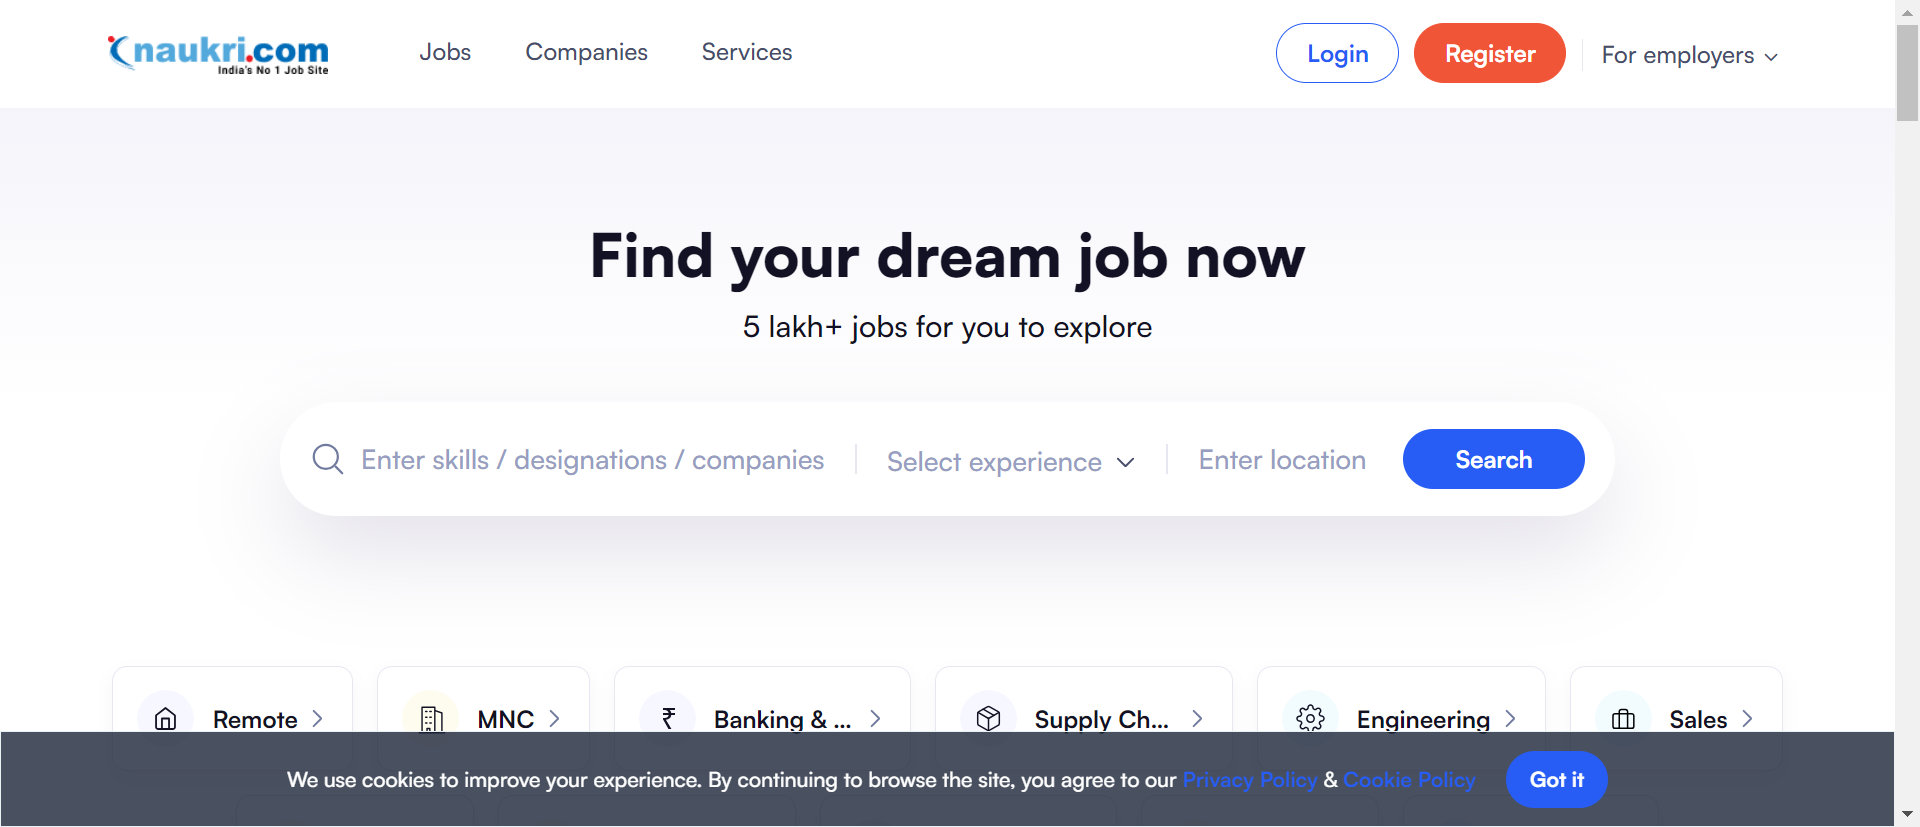 naukri.com
India's No 1 Job Site
Jobs Companies Services Login Register For employers
Find your dream job now
5 lakh+ jobs for you to explore
Enter skills / designations / companies Select experience Enter location Search
Remote MNC ₹ Banking & ... Supply Ch... Engineering Sales
We use cookies to improve your experience. By continuing to browse the site, you agree to our Privacy Policy & Cookie Policy Got it